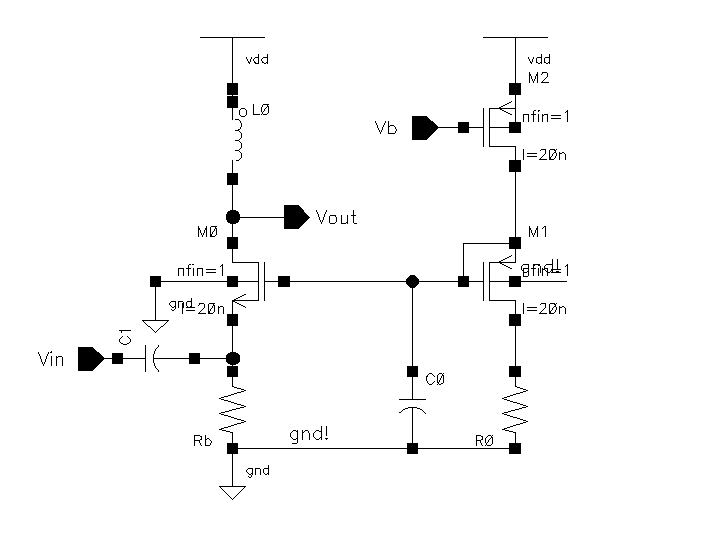 vdd
vdd
M2
L0
nfin=1
Vb
l=20n
Vout
M0
M1
gnd!
nfin=1
nfin=1
gnd
l=20n
l=20n
C1
Vin
C0
gnd!
Rb
R0
gnd